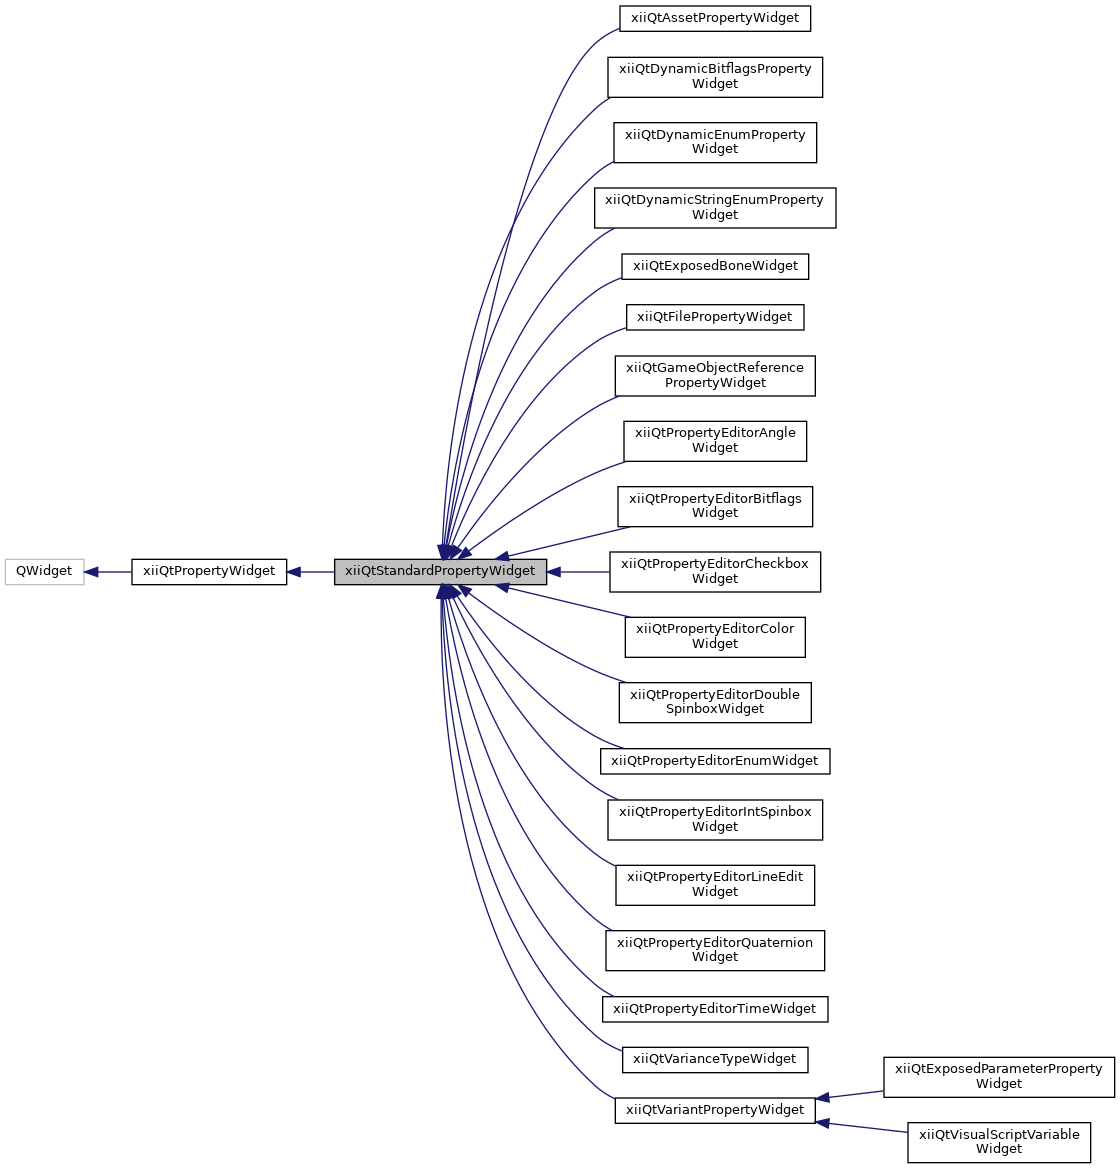 xiiQtAssetPropertyWidget
xiiQtDynamicBitflagsProperty
Widget
xiiQtDynamicEnumProperty
Widget
xiiQtDynamicStringEnumProperty
Widget
xiiQtExposedBoneWidget
xiiQtFilePropertyWidget
xiiQtGameObjectReference
PropertyWidget
xiiQtPropertyEditorAngle
Widget
xiiQtPropertyEditorBitflags
Widget
QWidget
xiiQtPropertyWidget
xiiQtStandardPropertyWidget
xiiQtPropertyEditorCheckbox
Widget
xiiQtPropertyEditorColor
Widget
xiiQtPropertyEditorDouble
SpinboxWidget
xiiQtPropertyEditorEnumWidget
xiiQtPropertyEditorIntSpinbox
Widget
xiiQtPropertyEditorLineEdit
Widget
xiiQtPropertyEditorQuaternion
Widget
xiiQtPropertyEditorTimeWidget
xiiQtVarianceTypeWidget
xiiQtVariantPropertyWidget
xiiQtExposedParameterProperty
Widget
xiiQtVisualScriptVariable
Widget